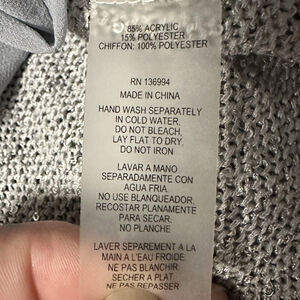 85% ACRYLIC
15% POLYESTER
CHIFFON: 100% POLYESTER
RN 136994
MADE IN CHINA
HAND WASH SEPARATELY
IN COLD WATER,
DO NOT BLEACH,
LAY FLAT TO DRY,
DO NOT IRON
LAVAR A MANO
SEPARADAMENTE CON
AGUA FRIA,
NO USE BLANQUEADOR,
RECOSTAR PLANAMENTE
PARA SECAR,
NO PLANCHE
LAVER SEPAREMENT A LA
MAIN A L'EAU FROIDE,
NE PAS BLANCHIR,
SECHER A PLAT,
NE PAS REPASSER